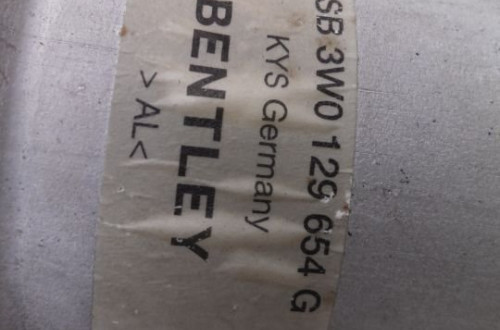 SB 3W0 129 654 G
KYS Germany
BENTLEY
> AL <